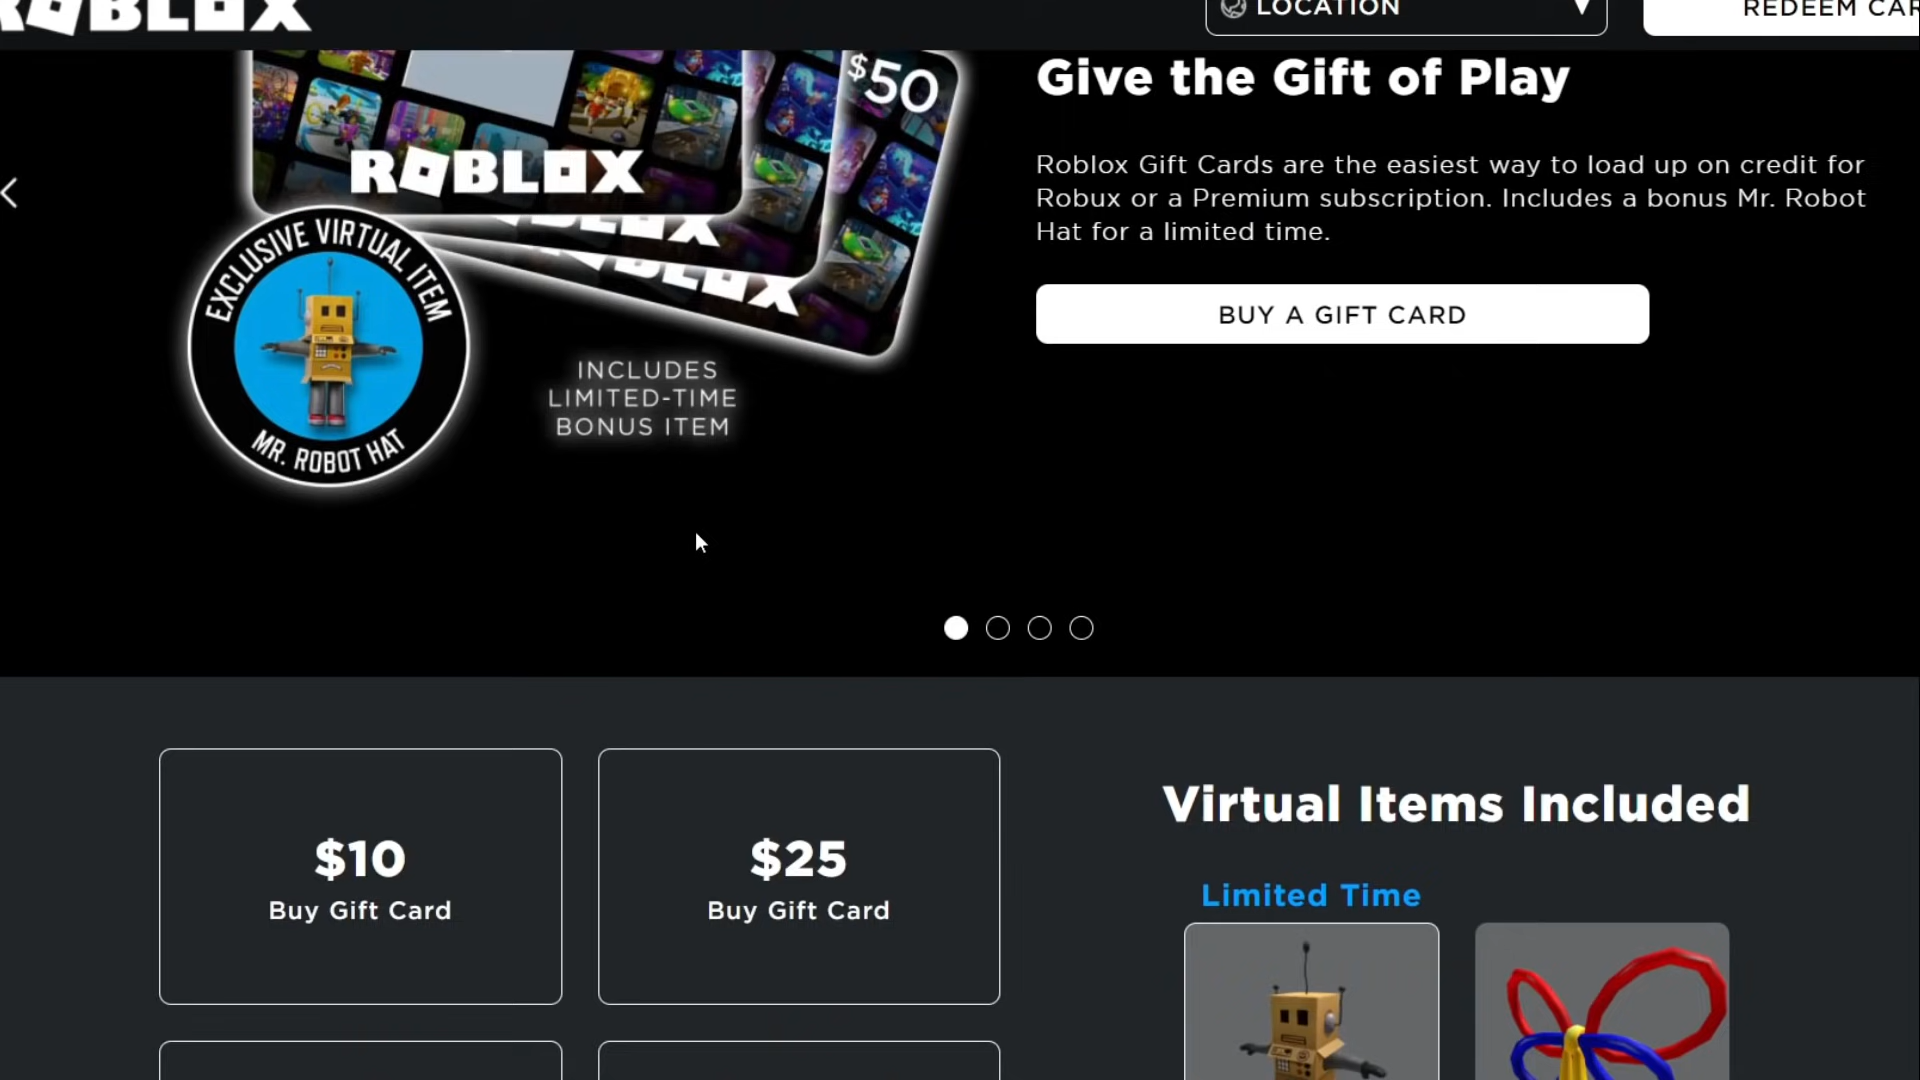 ROBLOX
LOCATION
REDEEM CAR
$50
ROBLOX
EXCLUSIVE VIRTUAL ITEM
MR. ROBOT HAT
INCLUDES
LIMITED-TIME
BONUS ITEM
Give the Gift of Play
Roblox Gift Cards are the easiest way to load up on credit for
Robux or a Premium subscription. Includes a bonus Mr. Robot
Hat for a limited time.
BUY A GIFT CARD
$10
Buy Gift Card
$25
Buy Gift Card
Virtual Items Included
Limited Time